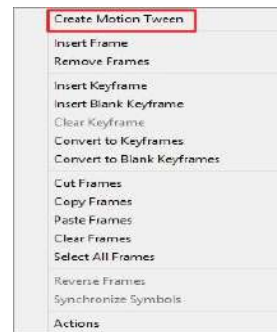 Create Motion Tween
Insert Frame
Remove Frames
Insert Keyframe
Insert Blank Keyframe
Clear Keyframe
Convert to Keyframes
Convert to Blank Keyframes
Cut Frames
Copy Frames
Paste Frames
Clear Frames
Select All Frames
Reverse Frames
Synchronize Symbols
Actions